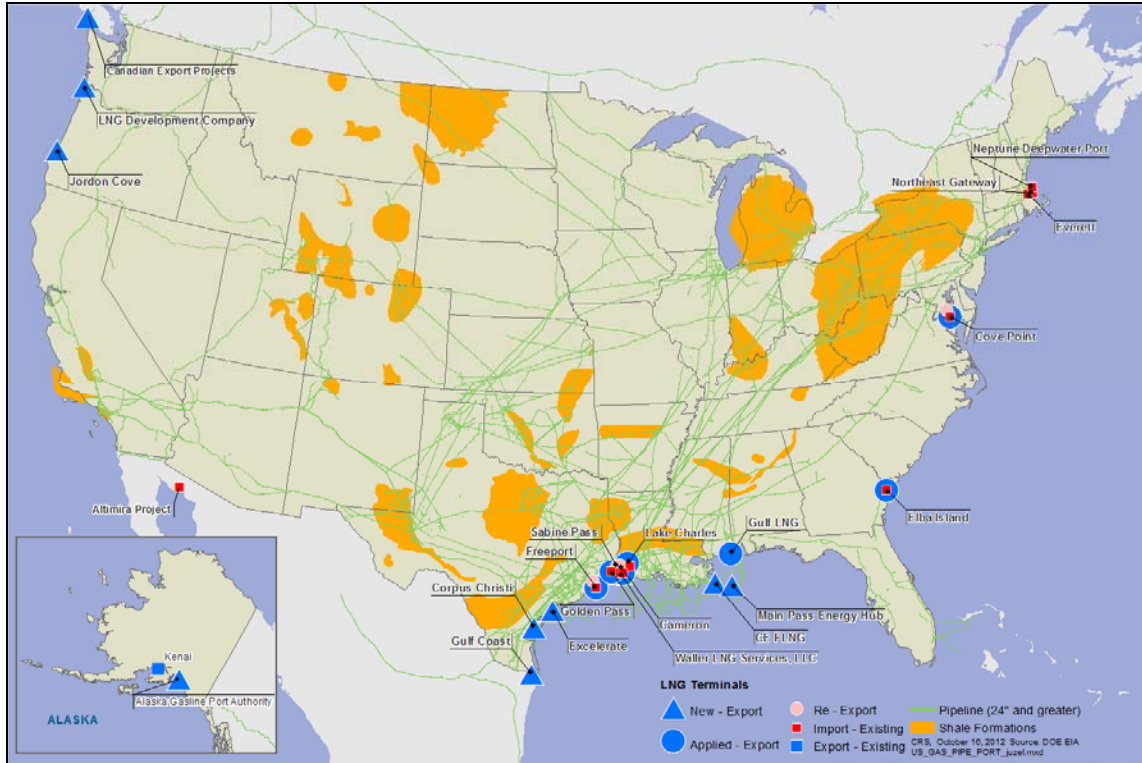 Canadian Export Projects
LNG Development Company
Jordon Cove
Neptune Deepwater Port
Northeast Gateway
Everett
Cove Point
Altimira Project
Elba Island
Sabine Pass
Lake Charles
Gulf LNG
Freeport
Corpus Christi
Golden Pass
Cameron
Main Pass Energy Hub
CE FLNG
Gulf Coast
Excelerate
Waller LNG Services, LLC
Kenai
Alaska Gasline Port Authority
ALASKA
LNG Terminals
New - Export
Applied - Export
Re - Export
Import - Existing
Export - Existing
Pipeline (24" and greater)
Shale Formations
CRS, October 16, 2012 Source: DOE EIA
US_GAS_PIPE_PORT_juzel.mxd